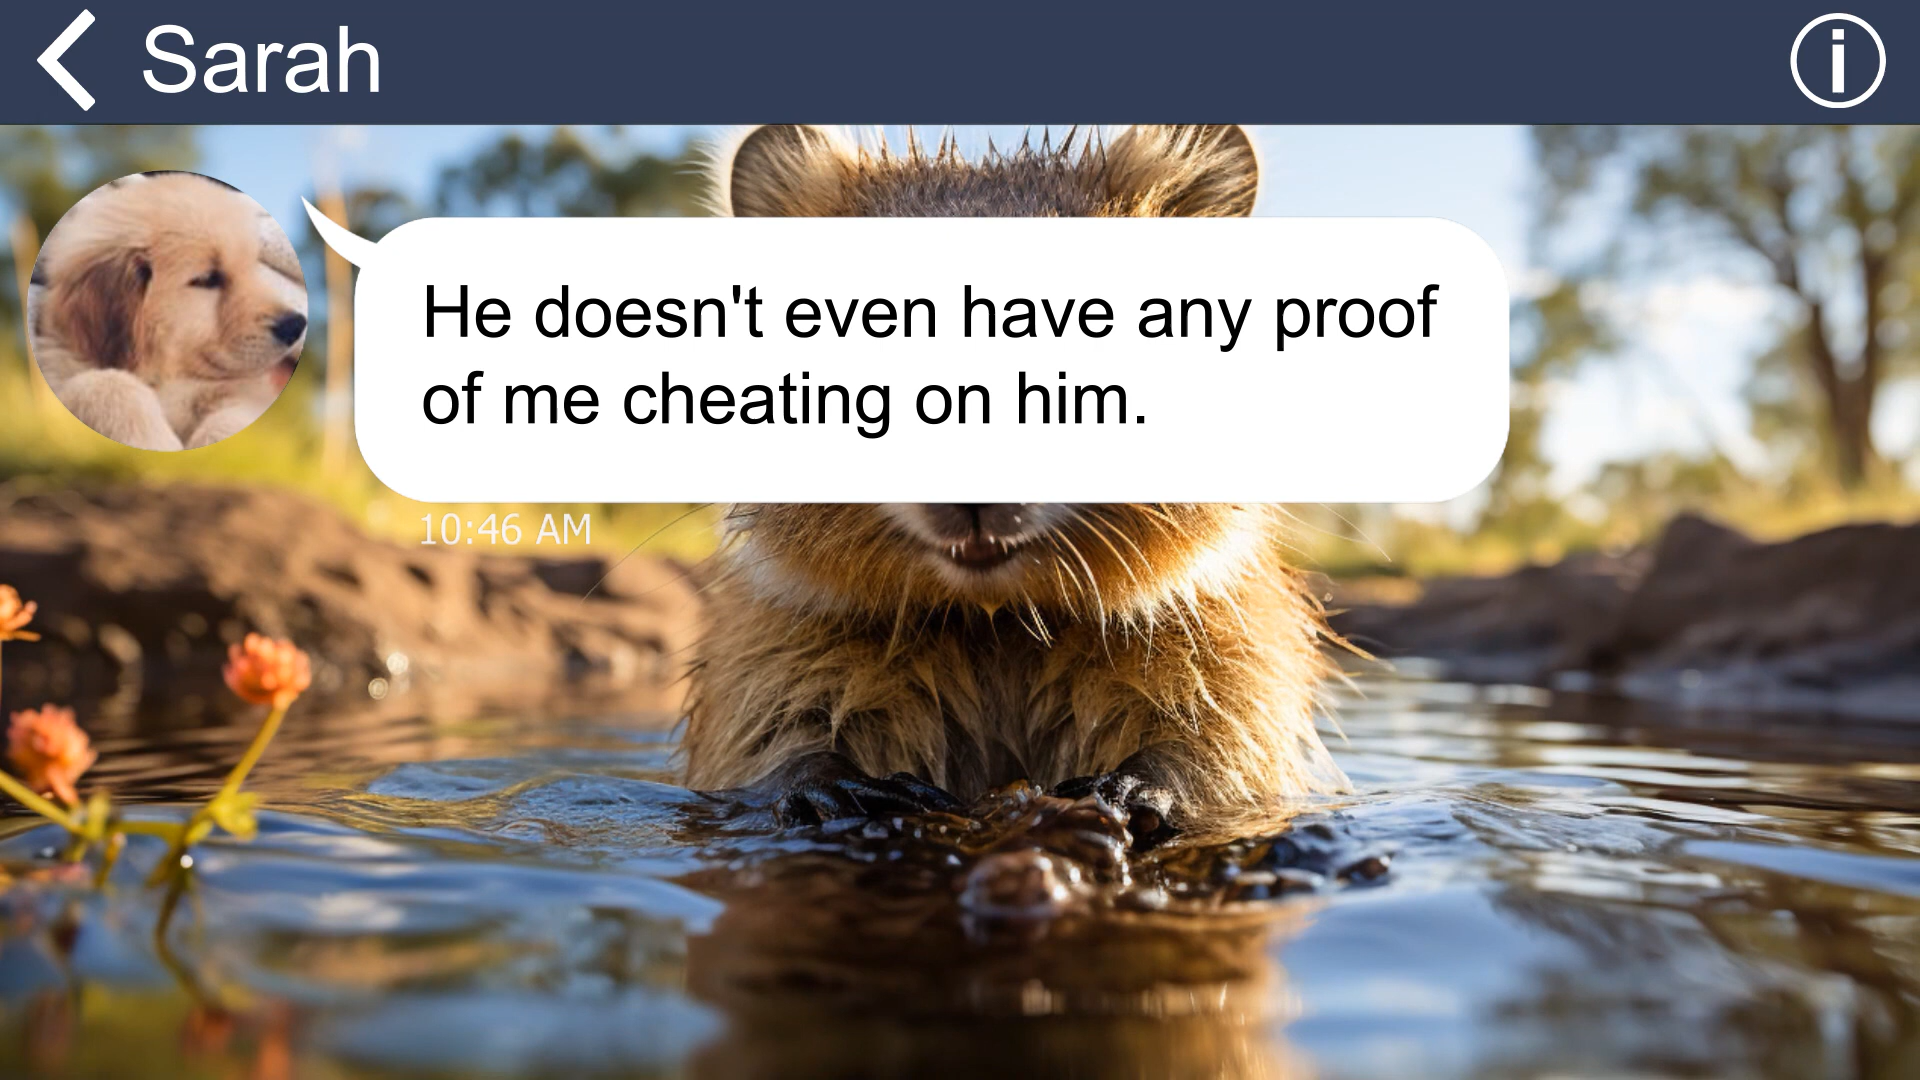 Sarah
He doesn't even have any proof
of me cheating on him.
10:46 AM